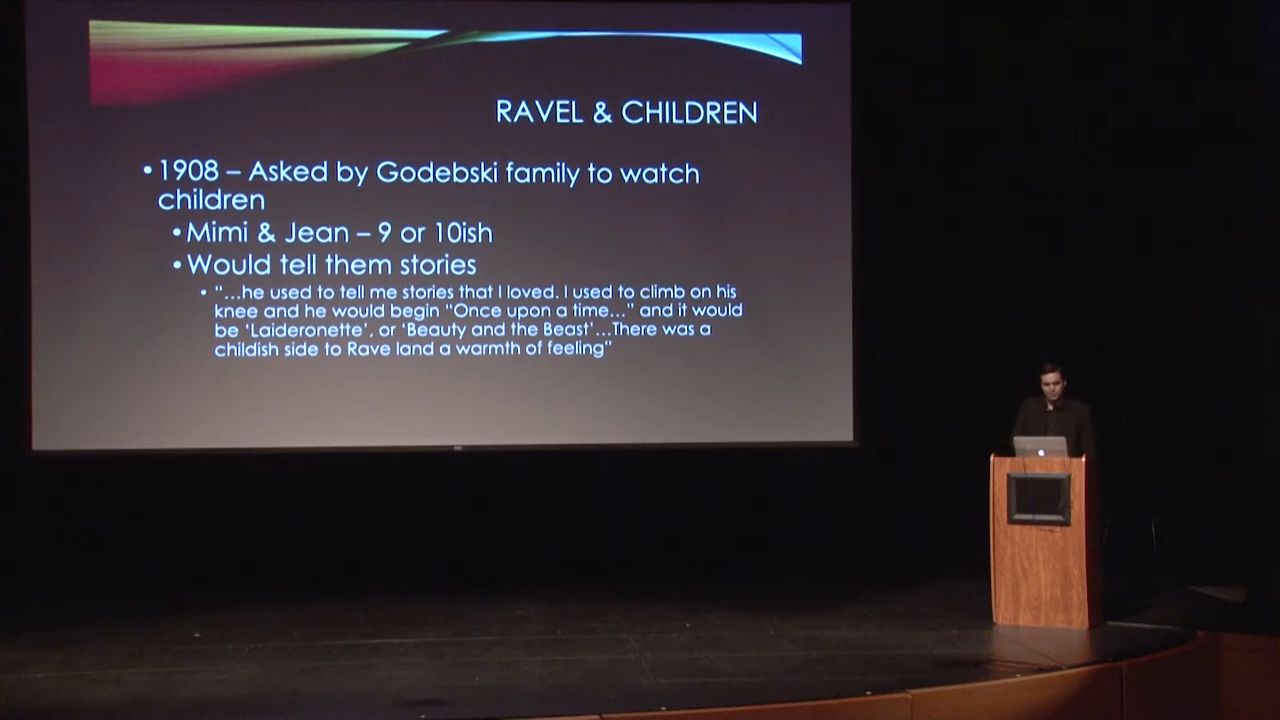 RAVEL & CHILDREN
• 1908 – Asked by Godebski family to watch
children
• Mimi & Jean – 9 or 10ish
• Would tell them stories
• “…he used to tell me stories that I loved. I used to climb on his
knee and he would begin “Once upon a time…” and it would
be ‘Laideronette’, or ‘Beauty and the Beast’…There was a
childish side to Rave land a warmth of feeling”